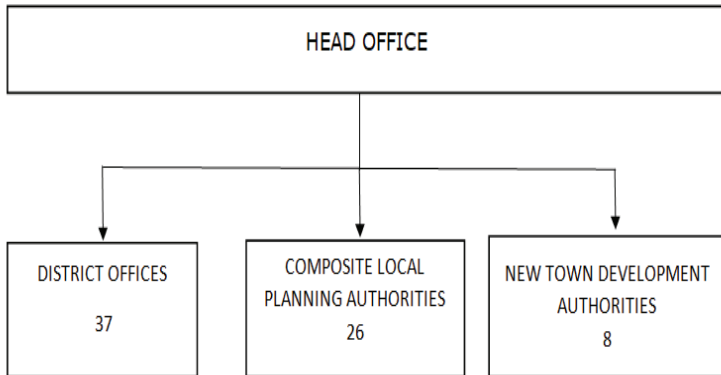 HEAD OFFICE
DISTRICT OFFICES
37
COMPOSITE LOCAL
PLANNING AUTHORITIES
26
NEW TOWN DEVELOPMENT
AUTHORITIES
8